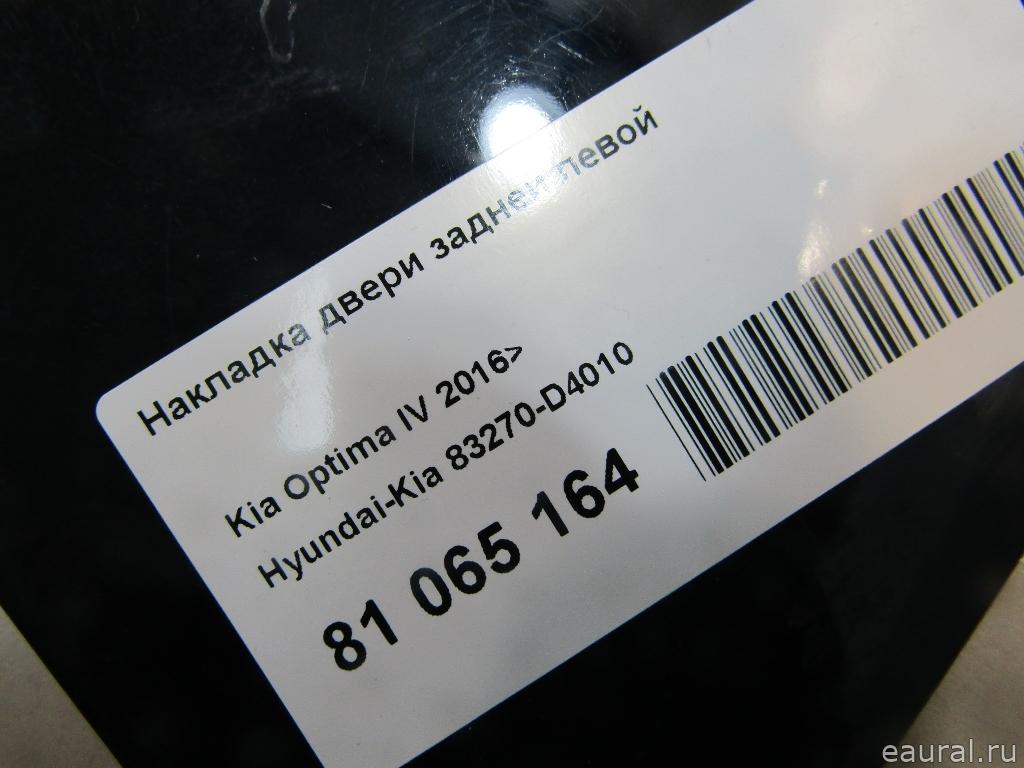 Накладка двери задней левой
Kia Optima IV 2016>
Hyundai-Kia 83270-D4010
81 065 164
eaural.ru